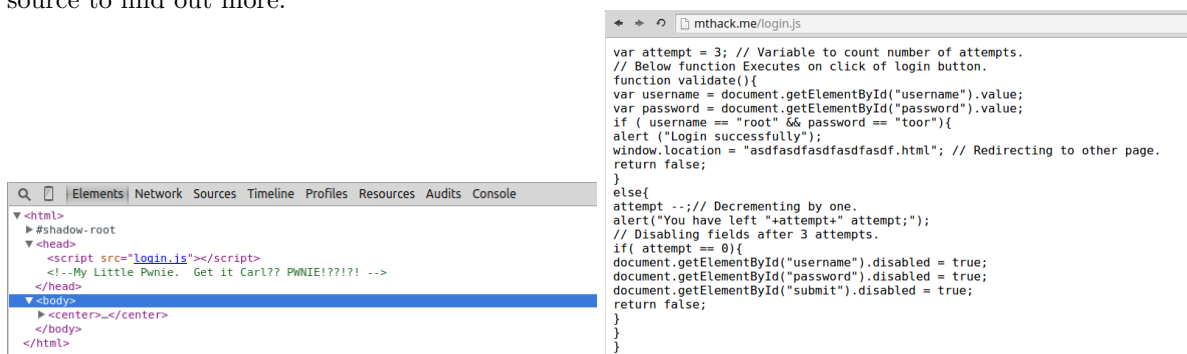 source to find out more.
Elements Network Sources Timeline Profiles Resources Audits Console
▼<html>
▶#shadow-root
▼<head>
<script src="login.js"></script>
<!--My Little Pwnie.  Get it Carl?? PWNIE!??!?! -->
</head>
▼<body>
▶<center>…</center>
</body>
</html>
mthack.me/login.js
var attempt = 3; // Variable to count number of attempts.
// Below function Executes on click of login button.
function validate(){
var username = document.getElementById("username").value;
var password = document.getElementById("password").value;
if ( username == "root" && password == "toor"){
alert ("Login successfully");
window.location = "asdfasdfasdfasdfasdf.html"; // Redirecting to other page.
return false;
}
else{
attempt --;// Decrementing by one.
alert("You have left "+attempt+" attempt;");
// Disabling fields after 3 attempts.
if( attempt == 0){
document.getElementById("username").disabled = true;
document.getElementById("password").disabled = true;
document.getElementById("submit").disabled = true;
return false;
}
}
}